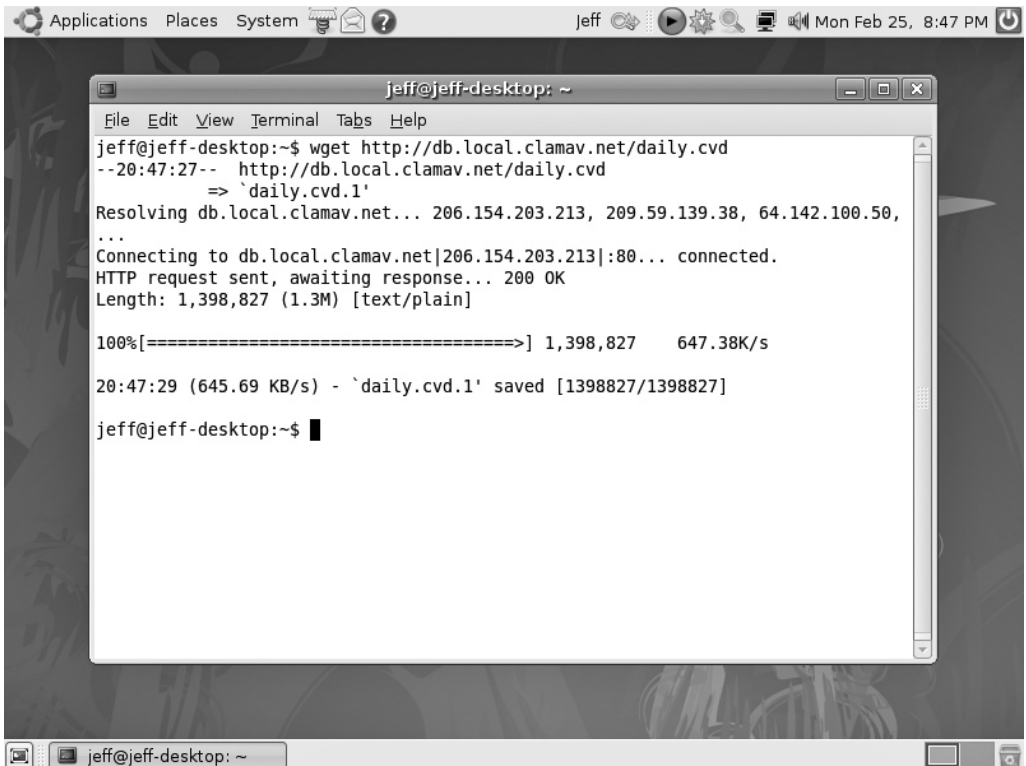 Applications Places System Jeff Mon Feb 25, 8:47 PM
jeff@jeff-desktop: ~
File Edit View Terminal Tabs Help
jeff@jeff-desktop:~$ wget http://db.local.clamav.net/daily.cvd
--20:47:27-- http://db.local.clamav.net/daily.cvd
=> `daily.cvd.1'
Resolving db.local.clamav.net... 206.154.203.213, 209.59.139.38, 64.142.100.50,
...
Connecting to db.local.clamav.net|206.154.203.213|:80... connected.
HTTP request sent, awaiting response... 200 OK
Length: 1,398,827 (1.3M) [text/plain]
100%[====================================>] 1,398,827 647.38K/s
20:47:29 (645.69 KB/s) - `daily.cvd.1' saved [1398827/1398827]
jeff@jeff-desktop:~$
jeff@jeff-desktop: ~